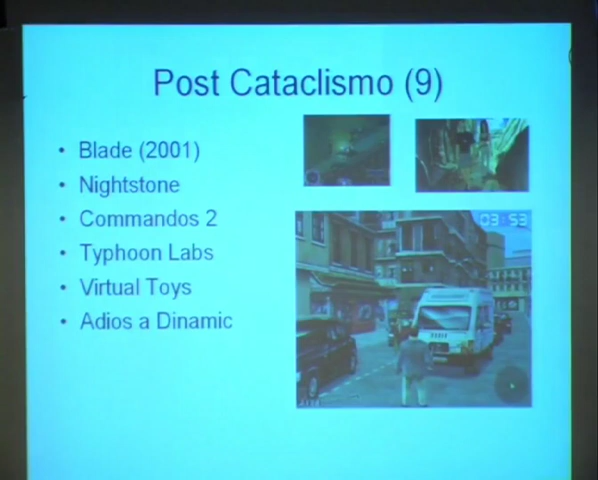 Post Cataclismo (9)
• Blade (2001)
• Nightstone
• Commandos 2
• Typhoon Labs
• Virtual Toys
• Adios a Dinamic
03:53